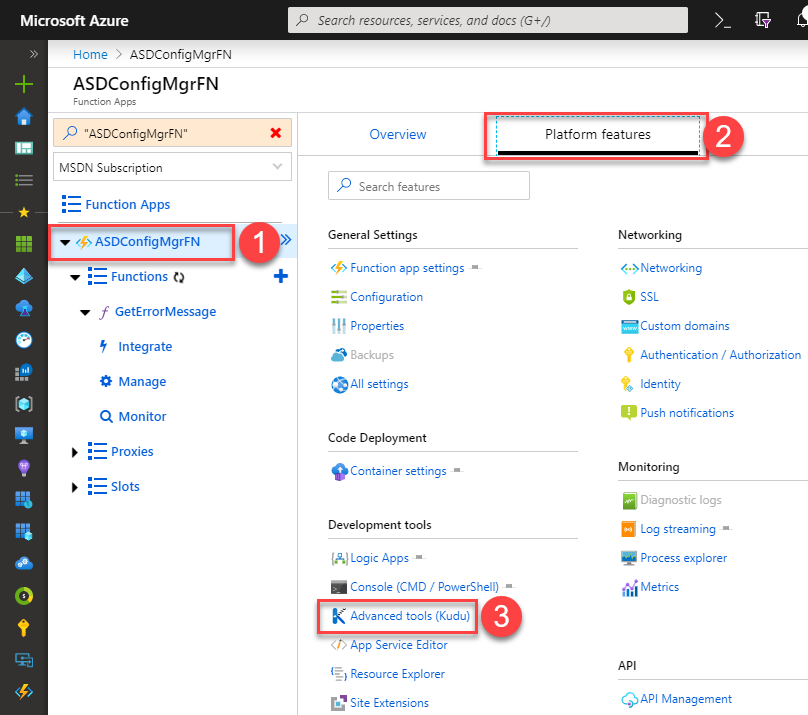 Microsoft Azure
Search resources, services, and docs (G+/)
Home > ASDConfigMgrFN
ASDConfigMgrFN
Function Apps
"ASDConfigMgrFN"
MSDN Subscription
Function Apps
ASDConfigMgrFN
1
Functions
GetErrorMessage
Integrate
Manage
Monitor
Proxies
Slots
Overview
Platform features
2
Search features
General Settings
Function app settings
Configuration
Properties
Backups
All settings
Code Deployment
Container settings
Development tools
Logic Apps
Console (CMD / PowerShell)
Advanced tools (Kudu)
3
App Service Editor
Resource Explorer
Site Extensions
Networking
Networking
SSL
Custom domains
Authentication / Authorization
Identity
Push notifications
Monitoring
Diagnostic logs
Log streaming
Process explorer
Metrics
API
API Management